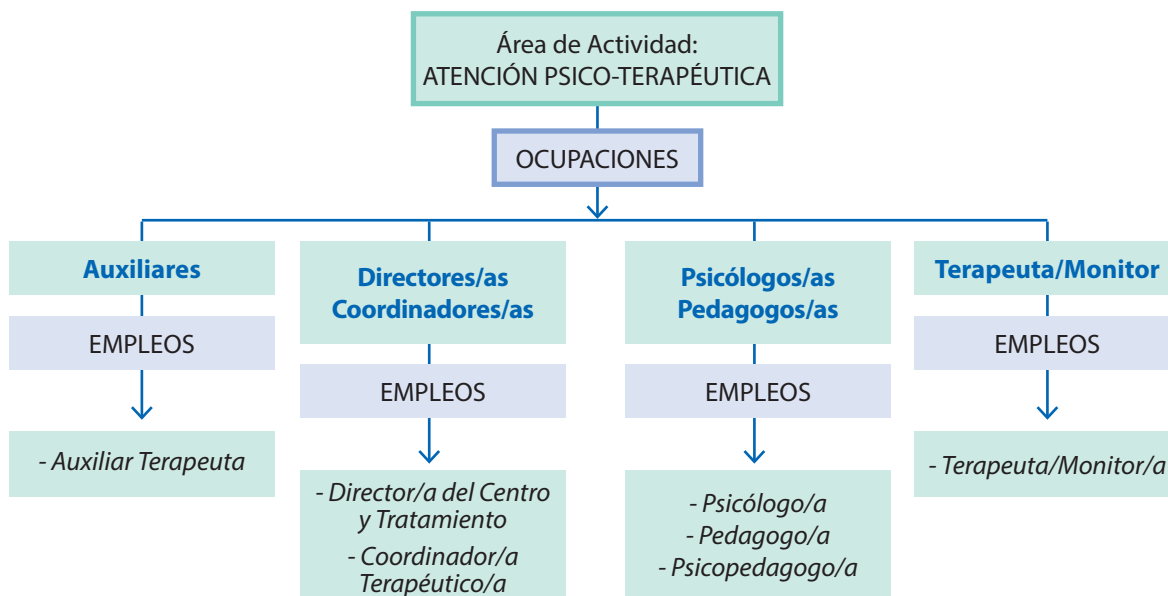 Área de Actividad:
ATENCIÓN PSICO-TERAPÉUTICA
OCUPACIONES
Auxiliares
EMPLEOS
- Auxiliar Terapeuta
Directores/as
Coordinadores/as
EMPLEOS
- Director/a del Centro
y Tratamiento
- Coordinador/a
Terapéutico/a
Psicólogos/as
Pedagogos/as
EMPLEOS
- Psicólogo/a
- Pedagogo/a
- Psicopedagogo/a
Terapeuta/Monitor
EMPLEOS
- Terapeuta/Monitor/a